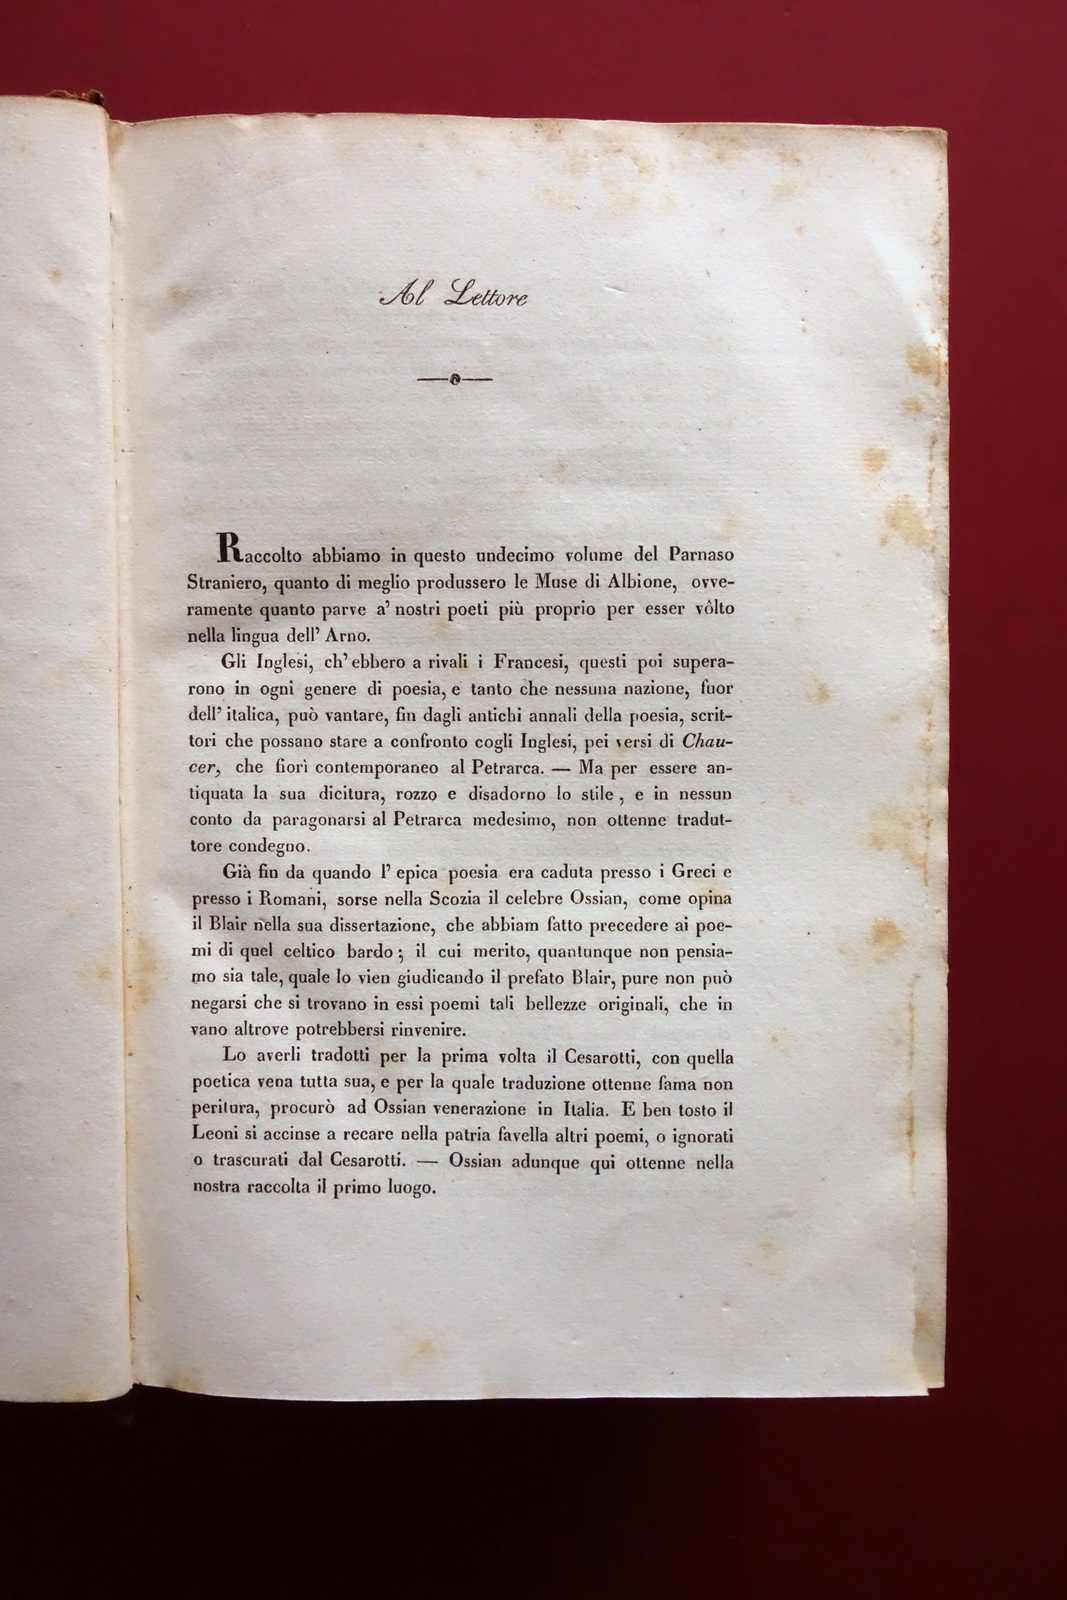 Al Lettore
Raccolto abbiamo in questo undecimo volume del Parnaso
Straniero, quanto di meglio produssero le Muse di Albione, ovve-
ramente quanto parve a' nostri poeti più proprio per esser vôlto
nella lingua dell' Arno.
Gli Inglesi, ch' ebbero a rivali i Francesi, questi poi supera-
rono in ogni genere di poesia, e tanto che nessuna nazione, fuor
dell' italica, può vantare, fin dagli antichi annali della poesia, scrit-
tori che possano stare a confronto cogli Inglesi, pei versi di Chau-
cer, che fiorì contemporaneo al Petrarca. — Ma per essere an-
tiquata la sua dicitura, rozzo e disadorno lo stile, e in nessun
conto da paragonarsi al Petrarca medesimo, non ottenne tradut-
tore condegno.
Già fin da quando l' epica poesia era caduta presso i Greci e
presso i Romani, sorse nella Scozia il celebre Ossian, come opina
il Blair nella sua dissertazione, che abbiam fatto precedere ai poe-
mi di quel celtico bardo; il cui merito, quantunque non pensia-
mo sia tale, quale lo vien giudicando il prefato Blair, pure non può
negarsi che si trovano in essi poemi tali bellezze originali, che in
vano altrove potrebbersi rinvenire.
Lo averli tradotti per la prima volta il Cesarotti, con quella
poetica vena tutta sua, e per la quale traduzione ottenne fama non
peritura, procurò ad Ossian venerazione in Italia. E ben tosto il
Leoni si accinse a recare nella patria favella altri poemi, o ignorati
o trascurati dal Cesarotti. — Ossian adunque qui ottenne nella
nostra raccolta il primo luogo.